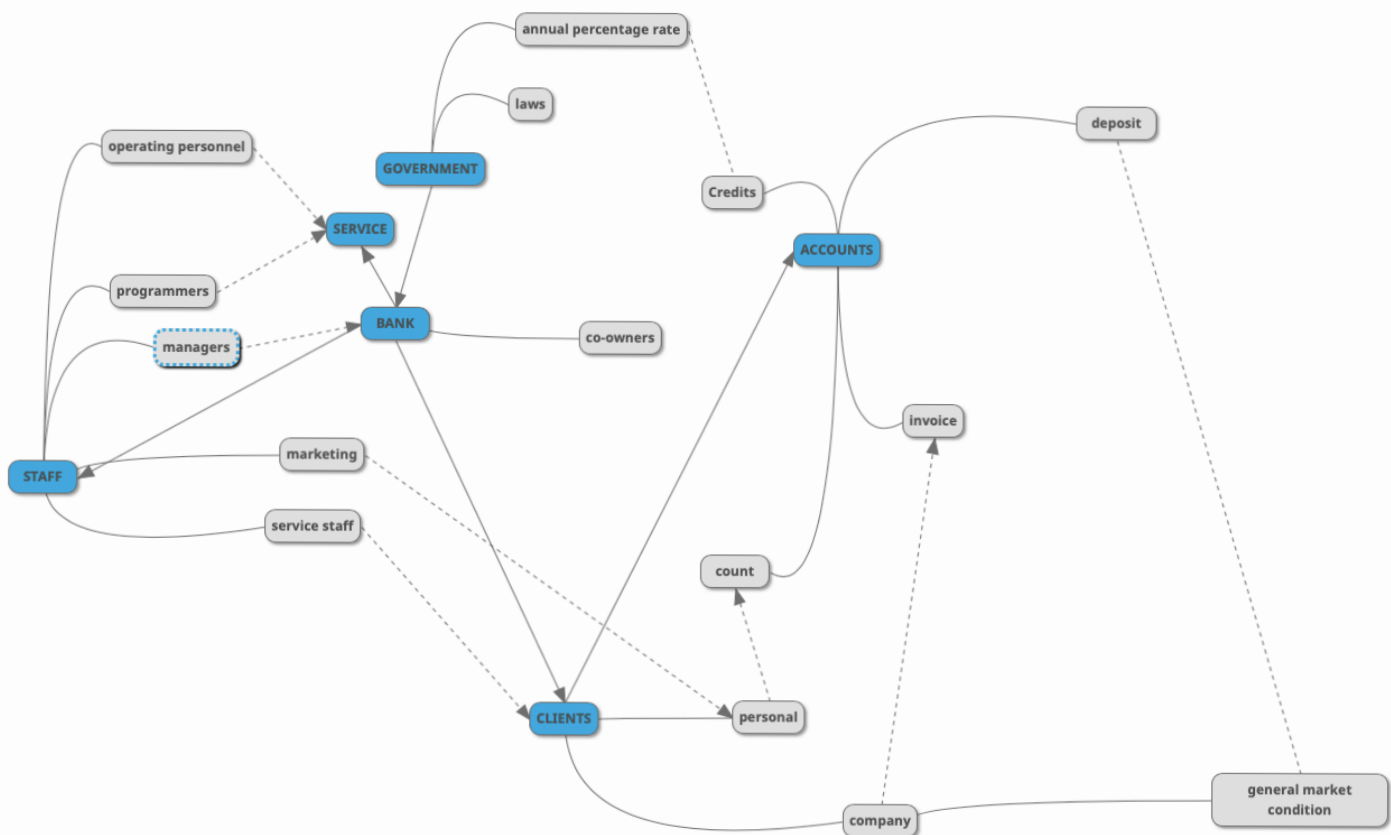 annual percentage rate
laws
deposit
operating personnel
GOVERNMENT
Credits
SERVICE
ACCOUNTS
programmers
BANK
co-owners
managers
invoice
marketing
STAFF
service staff
count
CLIENTS
personal
general market
condition
company